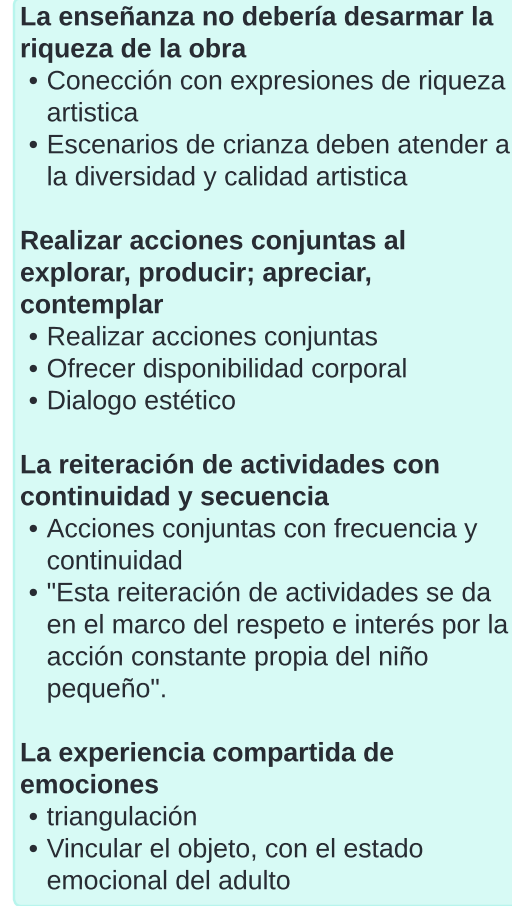 La enseñanza no debería desarmar la
riqueza de la obra
• Conección con expresiones de riqueza
artistica
• Escenarios de crianza deben atender a
la diversidad y calidad artistica
Realizar acciones conjuntas al
explorar, producir; apreciar,
contemplar
• Realizar acciones conjuntas
• Ofrecer disponibilidad corporal
• Dialogo estético
La reiteración de actividades con
continuidad y secuencia
• Acciones conjuntas con frecuencia y
continuidad
• "Esta reiteración de actividades se da
en el marco del respeto e interés por la
acción constante propia del niño
pequeño".
La experiencia compartida de
emociones
• triangulación
• Vincular el objeto, con el estado
emocional del adulto